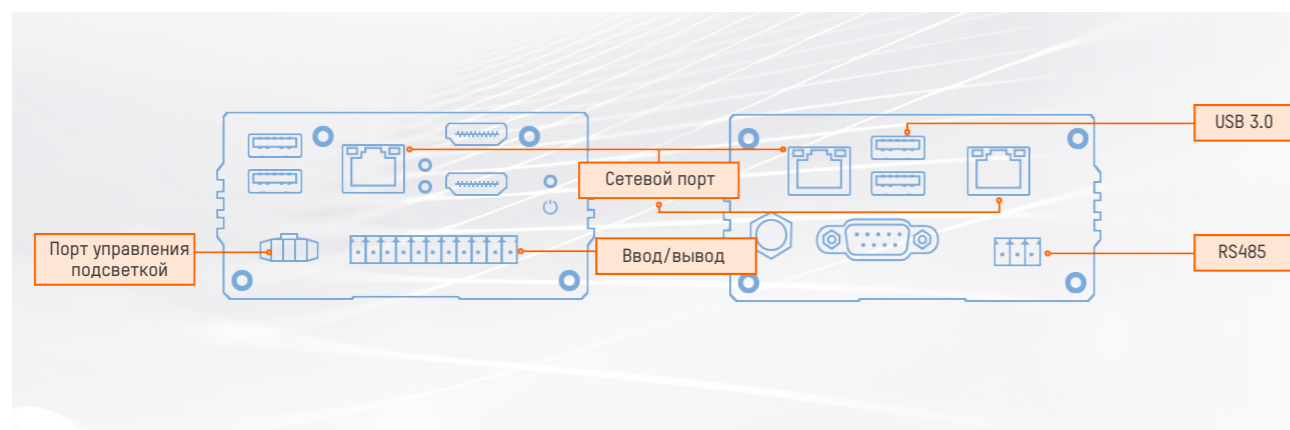 USB 3.0
Сетевой порт
Порт управления
подсветкой
Ввод/вывод
RS485